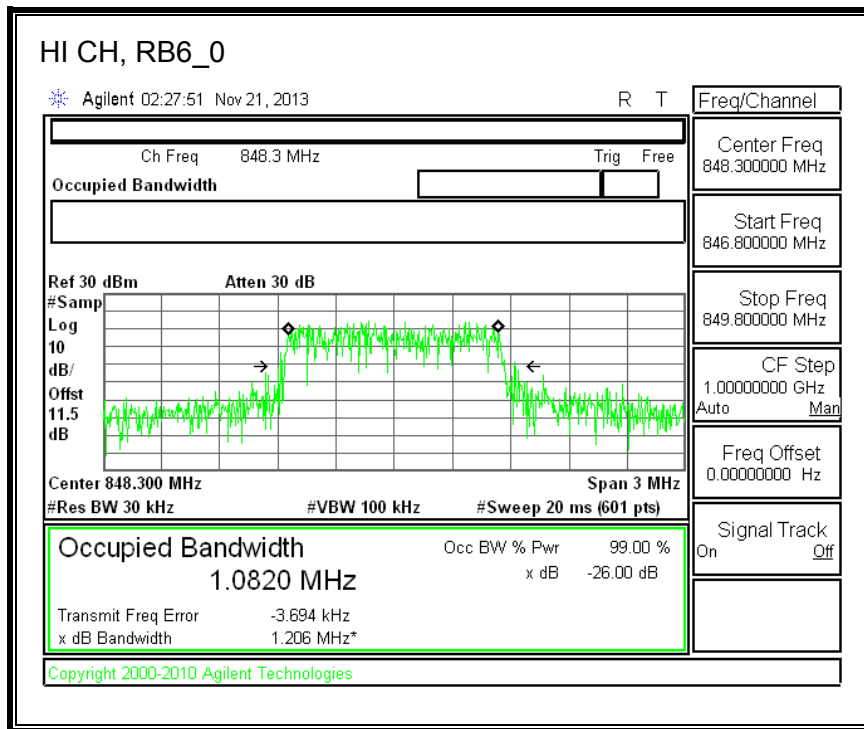 HI CH, RB6_0
Agilent 02:27:51 Nov 21, 2013 R T
Freq/Channel
Ch Freq 848.3 MHz Trig Free
Occupied Bandwidth
Center Freq
848.300000 MHz
Start Freq
846.800000 MHz
Stop Freq
849.800000 MHz
CF Step
1.00000000 GHz
Auto Man
Freq Offset
0.00000000 Hz
Signal Track
On Off
Ref 30 dBm Atten 30 dB
#Samp
Log
10
dB/
Offst
11.5
dB
Center 848.300 MHz Span 3 MHz
#Res BW 30 kHz #VBW 100 kHz #Sweep 20 ms (601 pts)
Occupied Bandwidth Occ BW % Pwr 99.00 %
1.0820 MHz x dB -26.00 dB
Transmit Freq Error -3.694 kHz
x dB Bandwidth 1.206 MHz*
Copyright 2000-2010 Agilent Technologies